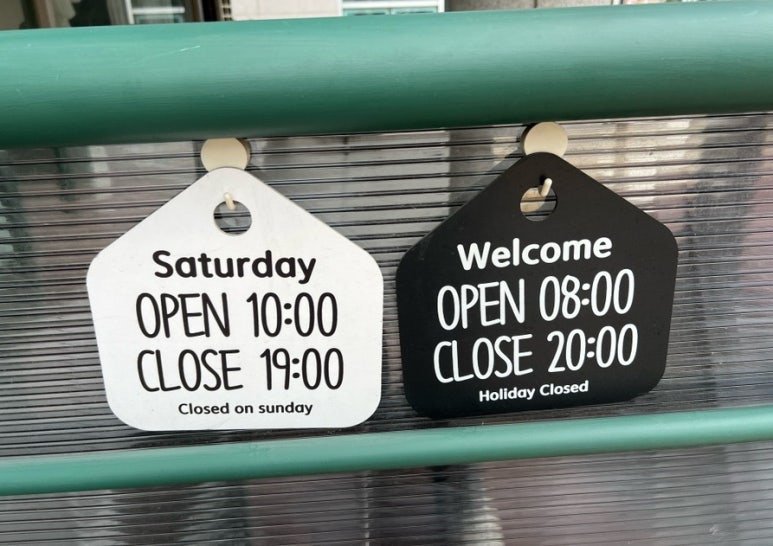 Saturday
OPEN 10:00
CLOSE 19:00
Closed on sunday
Welcome
OPEN 08:00
CLOSE 20:00
Holiday Closed